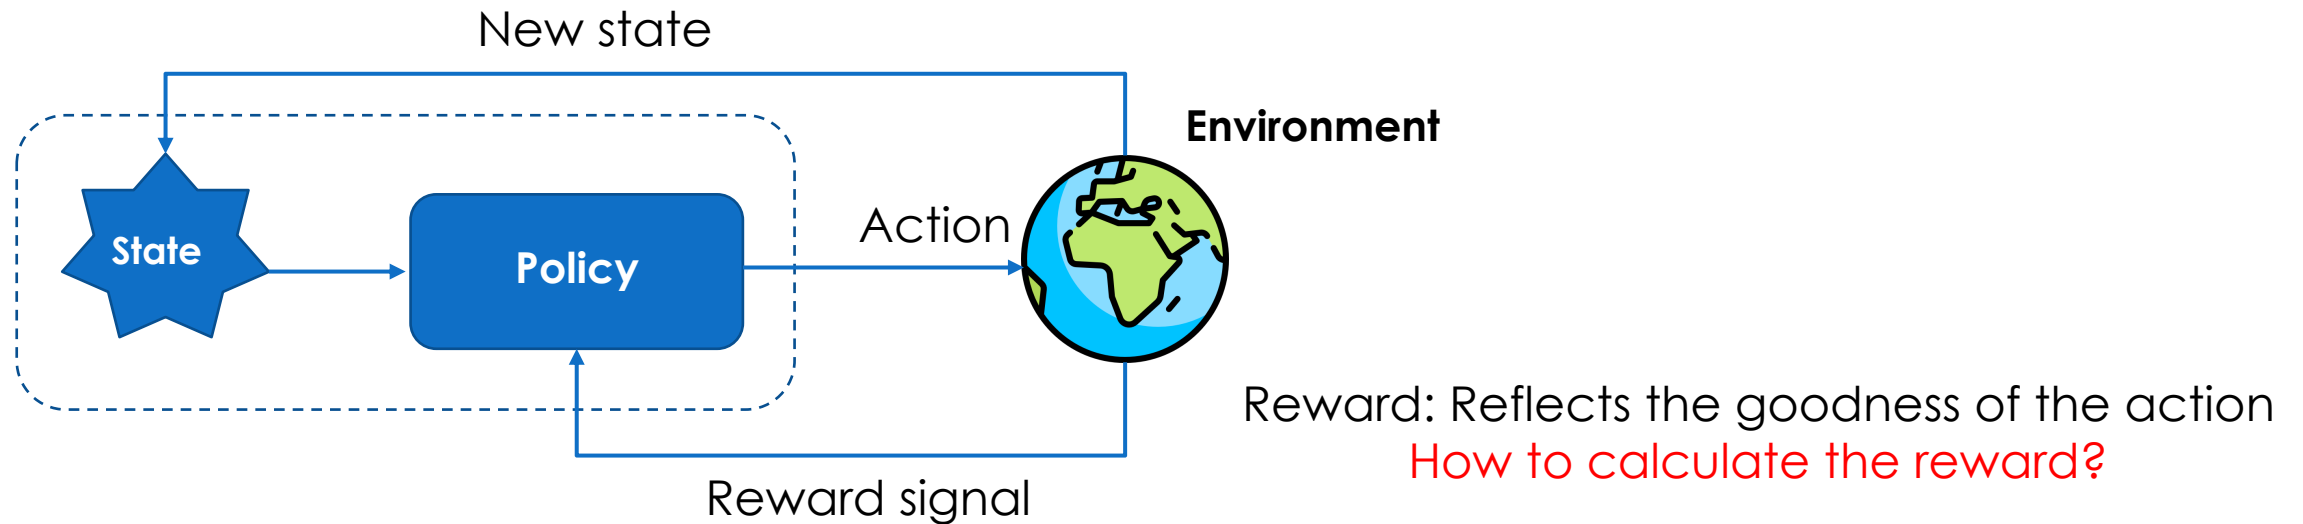 New state
Environment
Action
State
Policy
Reward: Reflects the goodness of the action
How to calculate the reward?
Reward signal